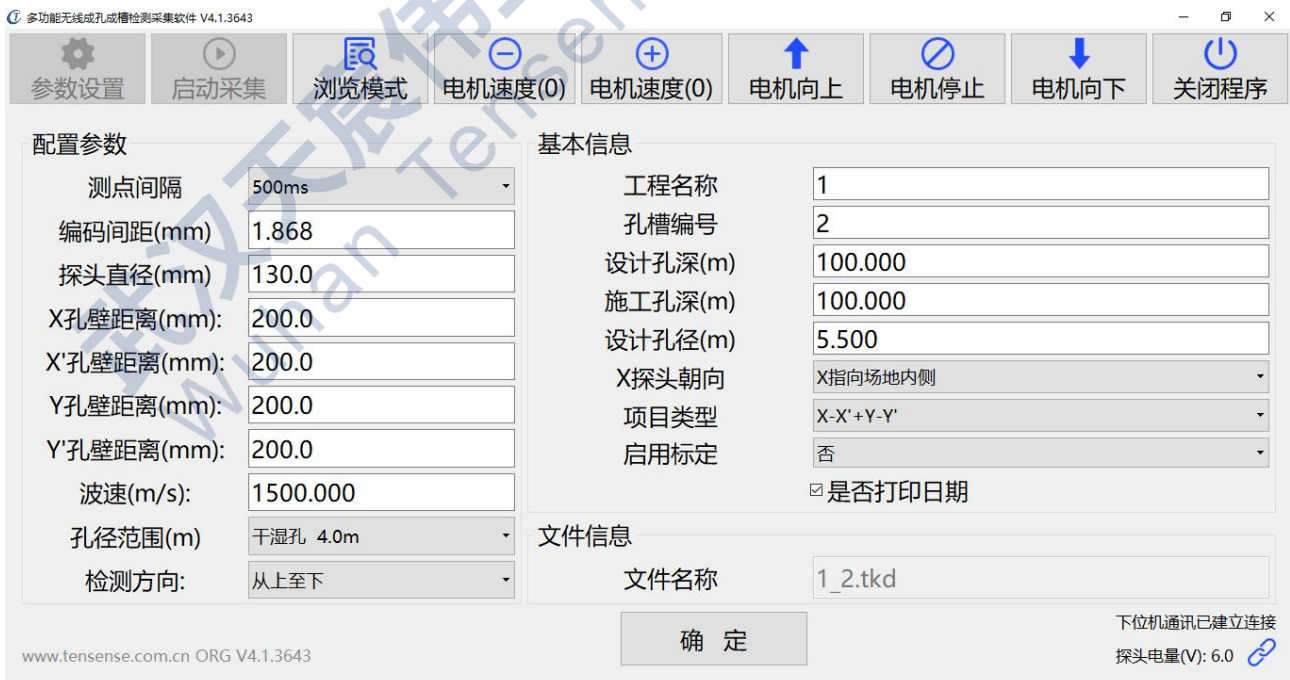 多功能无线成孔成槽检测采集软件 V4.1.3643
参数设置 启动采集 浏览模式 电机速度(0) 电机速度(0) 电机向上 电机停止 电机向下 关闭程序
配置参数
测点间隔 500ms
编码间距(mm) 1.868
探头直径(mm) 130.0
X孔壁距离(mm): 200.0
X'孔壁距离(mm): 200.0
Y孔壁距离(mm): 200.0
Y'孔壁距离(mm): 200.0
波速(m/s): 1500.000
孔径范围(m) 干湿孔 4.0m
检测方向: 从上至下
基本信息
工程名称 1
孔槽编号 2
设计孔深(m) 100.000
施工孔深(m) 100.000
设计孔径(m) 5.500
X探头朝向 X指向场地内侧
项目类型 X-X'+Y-Y'
启用标定 否
是否打印日期
文件信息
文件名称 1_2.tkd
确 定
下位机通讯已建立连接
www.tensense.com.cn ORG V4.1.3643
探头电量(V): 6.0
武汉天宸伟
Wuhan Tensen